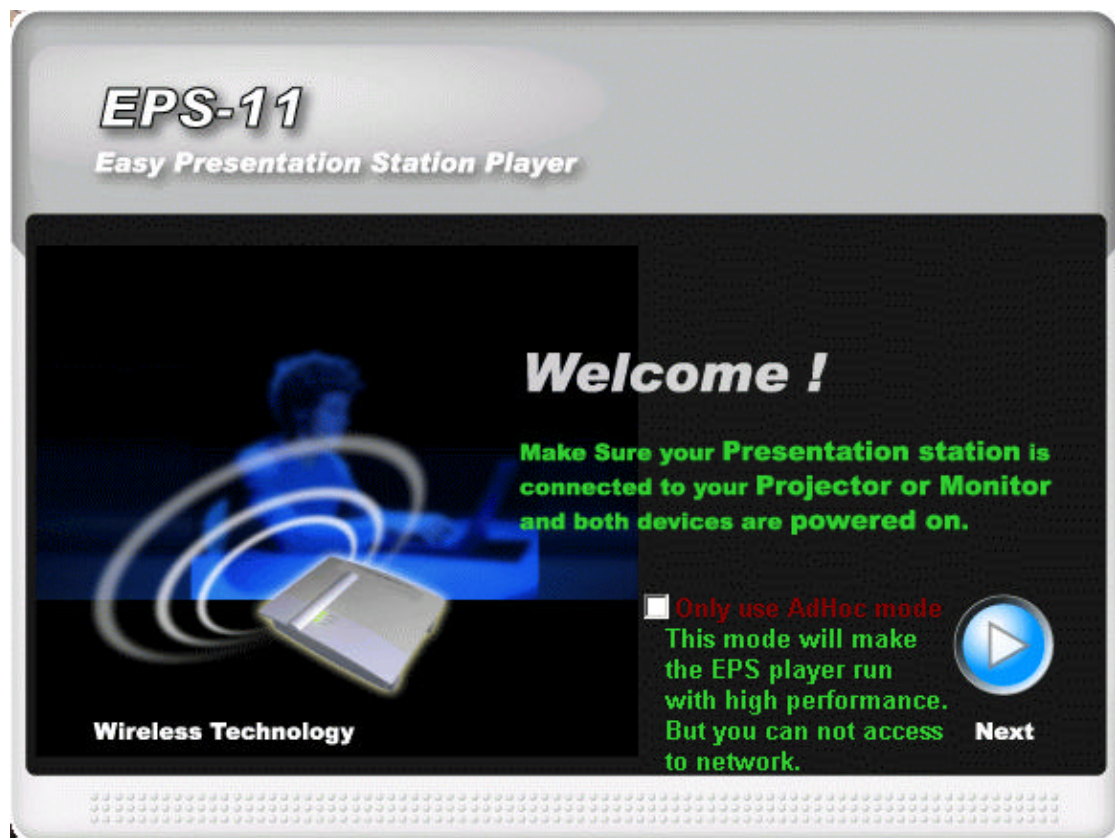 EPS-11
Easy Presentation Station Player
Welcome !
Make Sure your Presentation station is
connected to your Projector or Monitor
and both devices are powered on.
Only use AdHoc mode
This mode will make
the EPS player run
with high performance.
But you can not access
to network.
Next
Wireless Technology